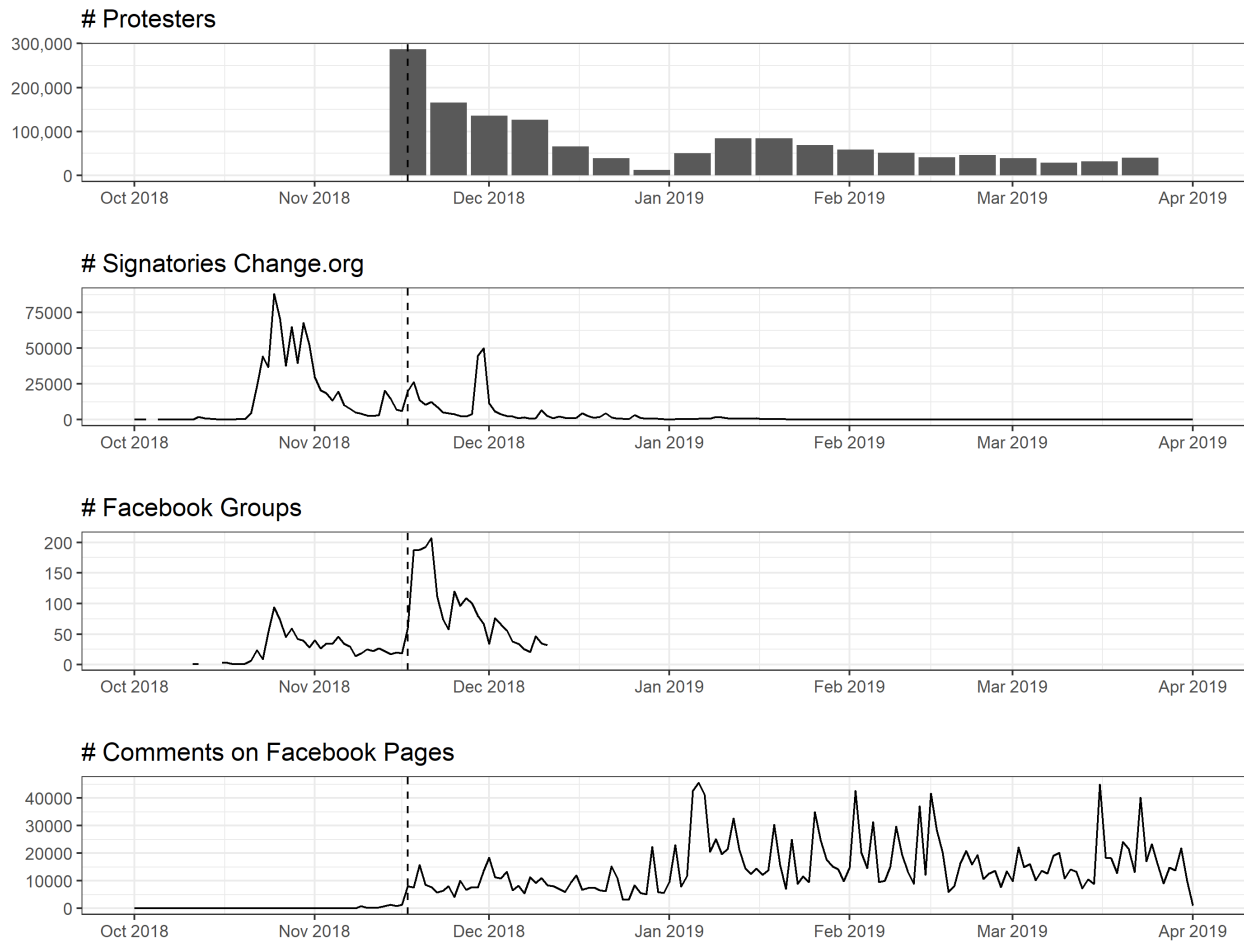 # Protesters
300,000
200,000
100,000
0
Oct 2018 Nov 2018 Dec 2018 Jan 2019 Feb 2019 Mar 2019 Apr 2019
# Signatories Change.org
75000
50000
25000
0
Oct 2018 Nov 2018 Dec 2018 Jan 2019 Feb 2019 Mar 2019 Apr 2019
# Facebook Groups
200
150
100
50
0
Oct 2018 Nov 2018 Dec 2018 Jan 2019 Feb 2019 Mar 2019 Apr 2019
# Comments on Facebook Pages
40000
30000
20000
10000
0
Oct 2018 Nov 2018 Dec 2018 Jan 2019 Feb 2019 Mar 2019 Apr 2019